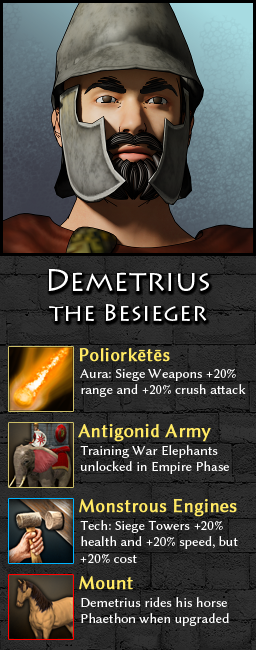 Demetrius
the Besieger
Poliorkētēs
Aura: Siege Weapons +20%
range and +20% crush attack
Antigonid Army
Training War Elephants
unlocked in Empire Phase
Monstrous Engines
Tech: Siege Towers +20%
health and +20% speed, but
+20% cost
Mount
Demetrius rides his horse
Phaethon when upgraded